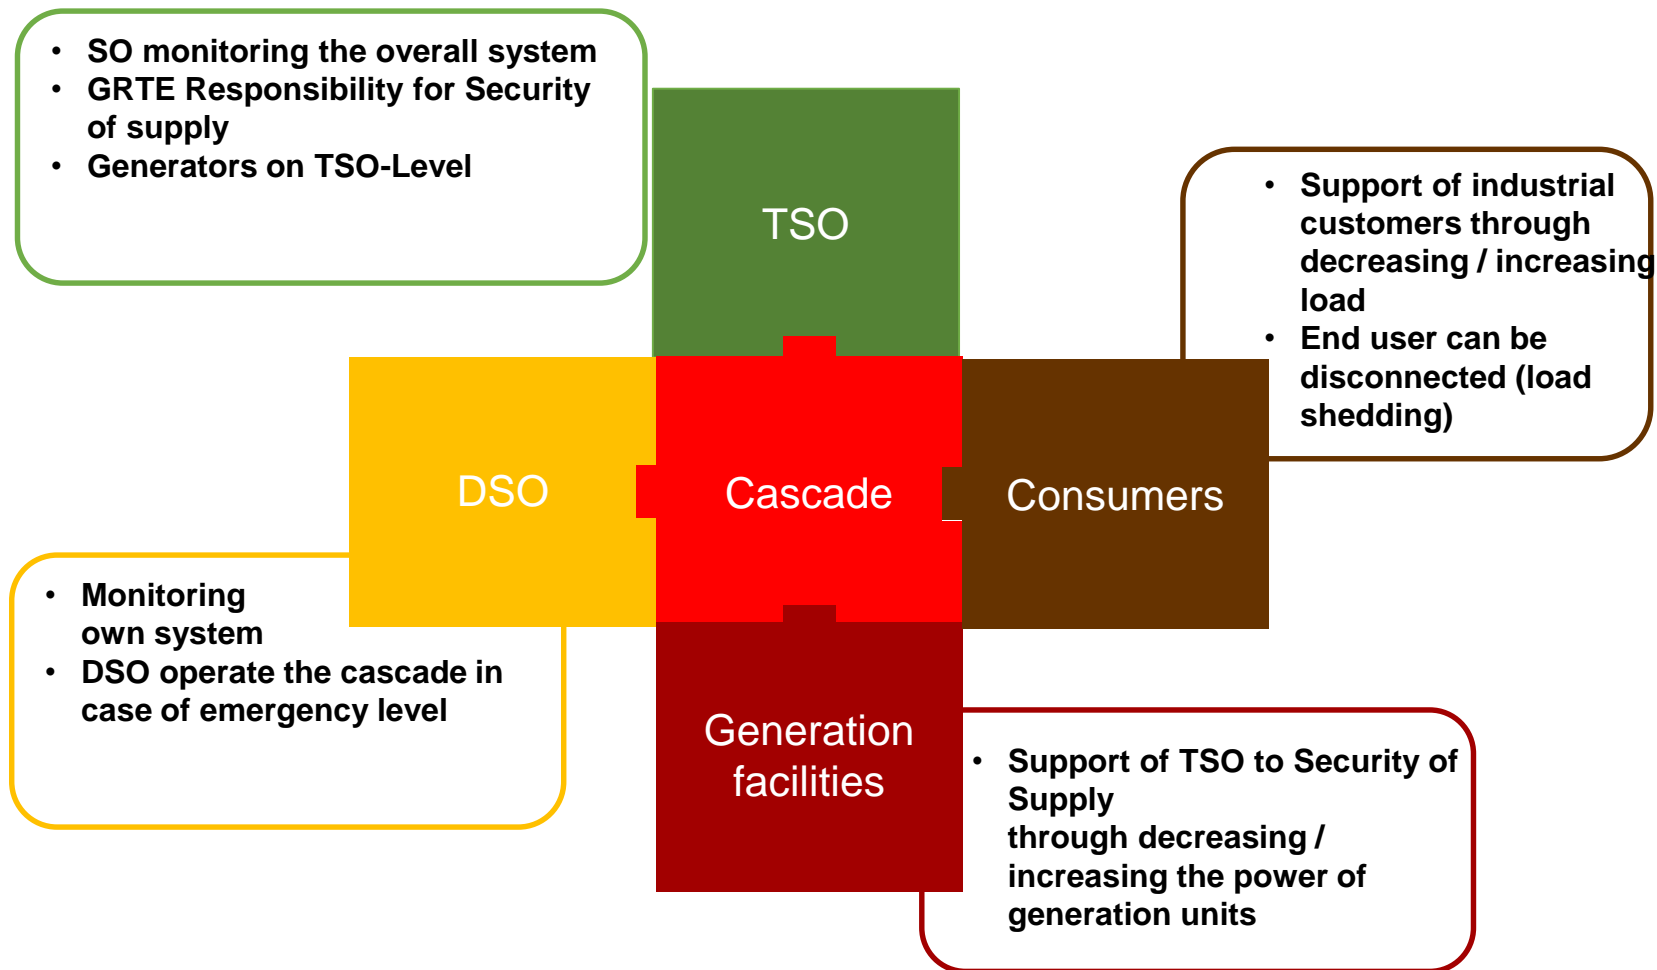 • SO monitoring the overall system
• GRTE Responsibility for Security
of supply
• Generators on TSO-Level
TSO
• Support of industrial
customers through
decreasing / increasing
load
• End user can be
disconnected (load
shedding)
DSO
Cascade
Consumers
• Monitoring
own system
• DSO operate the cascade in
case of emergency level
Generation
facilities
• Support of TSO to Security of
Supply
through decreasing /
increasing the power of
generation units